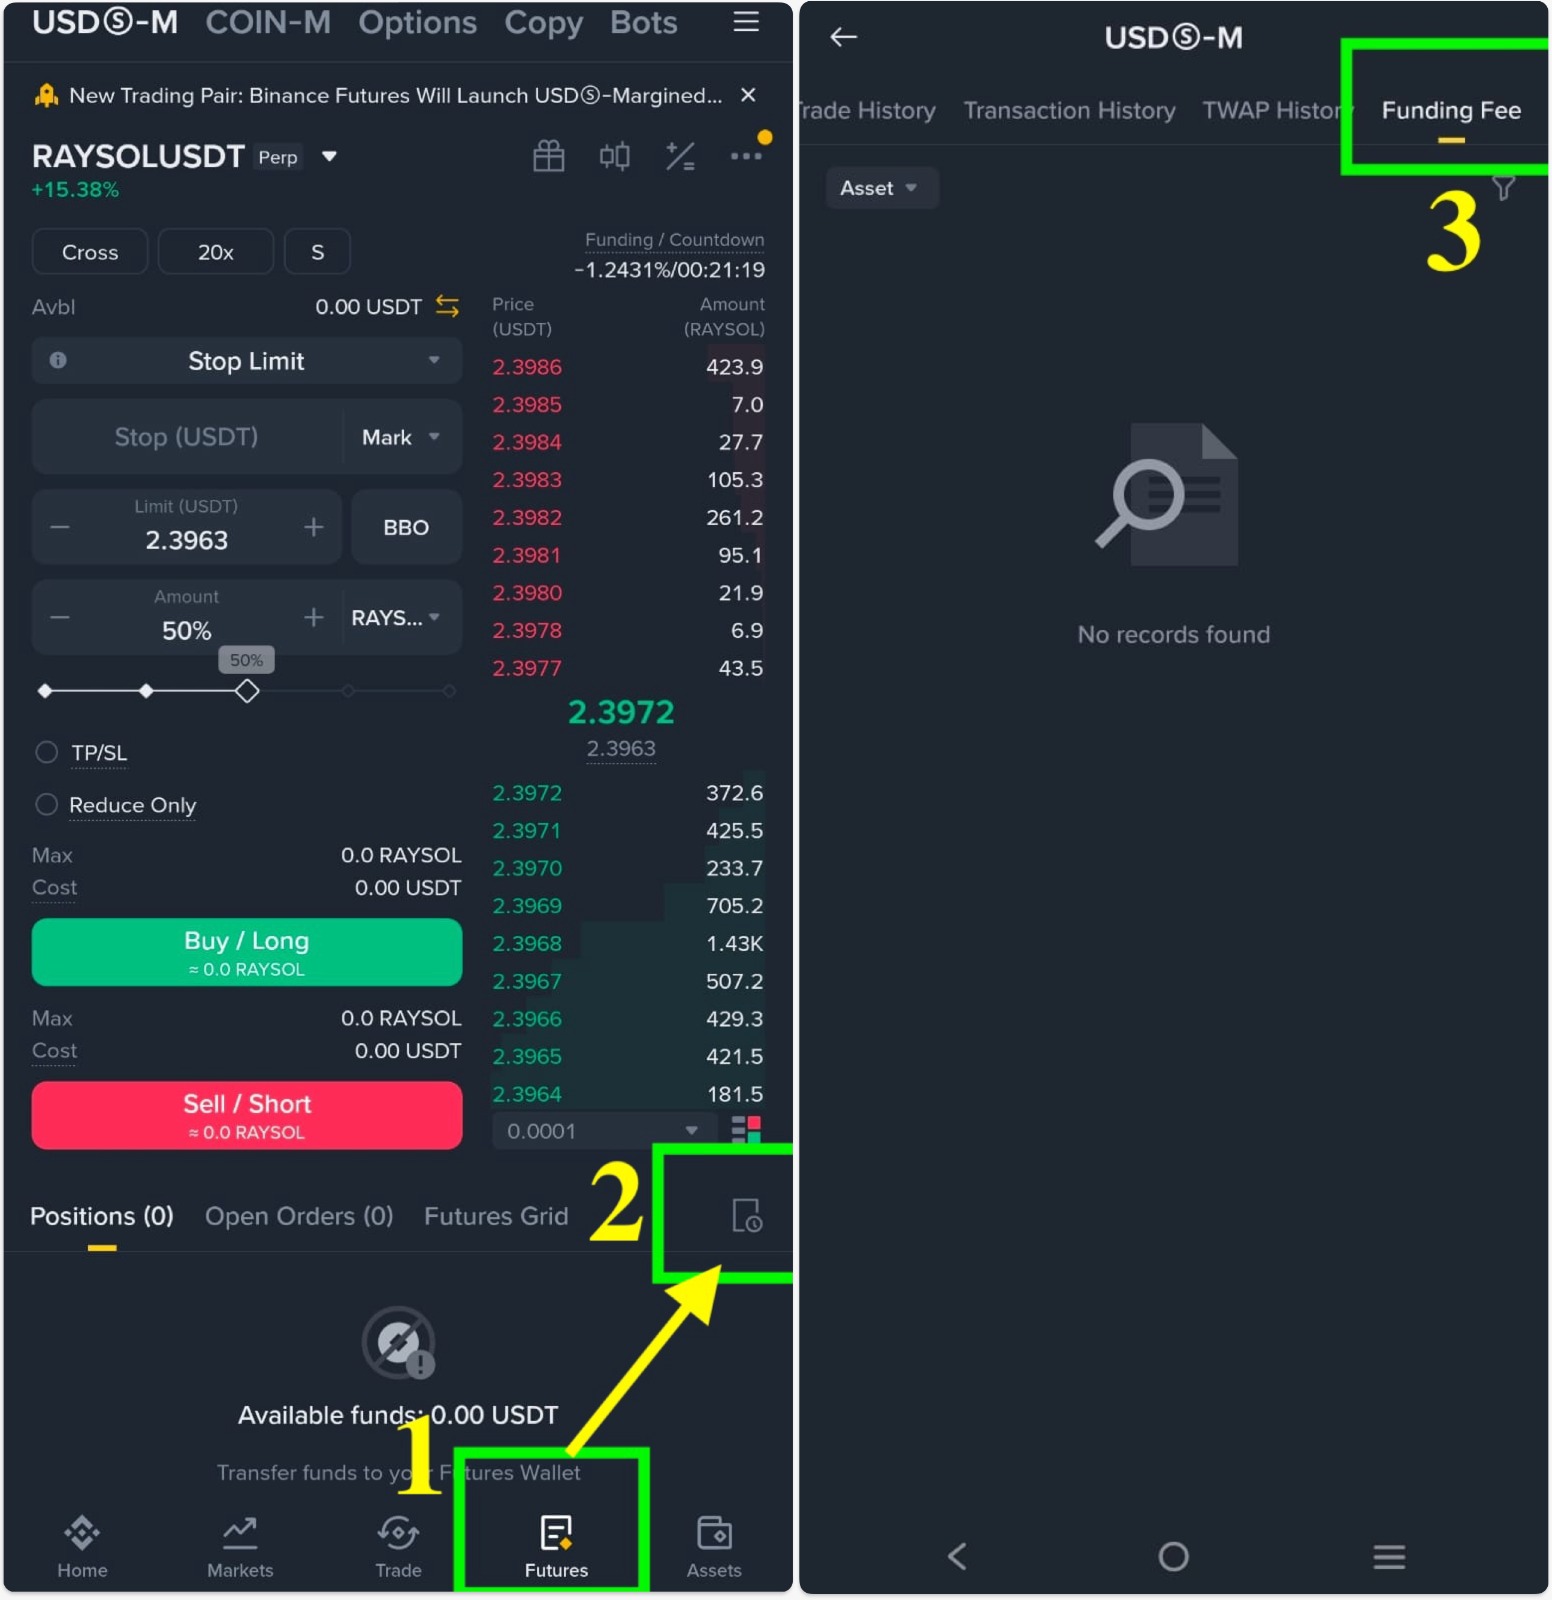 USDⓈ-M COIN-M Options Copy Bots
New Trading Pair: Binance Futures Will Launch USDⓈ-Margined...
RAYSOLUSDT Perp
+15.38%
Cross 20x S
Funding / Countdown
-1.2431%/00:21:19
Avbl 0.00 USDT
Stop Limit
Stop (USDT) Mark
Limit (USDT)
2.3963
BBO
Amount
50%
RAYS...
50%
TP/SL
Reduce Only
Max 0.0 RAYSOL
Cost 0.00 USDT
Buy / Long
≈ 0.0 RAYSOL
Max 0.0 RAYSOL
Cost 0.00 USDT
Sell / Short
≈ 0.0 RAYSOL
Price Amount
(USDT) (RAYSOL)
2.3986 423.9
2.3985 7.0
2.3984 27.7
2.3983 105.3
2.3982 261.2
2.3981 95.1
2.3980 21.9
2.3978 6.9
2.3977 43.5
2.3972
2.3963
2.3972 372.6
2.3971 425.5
2.3970 233.7
2.3969 705.2
2.3968 1.43K
2.3967 507.2
2.3966 429.3
2.3965 421.5
2.3964 181.5
0.0001
Positions (0) Open Orders (0) Futures Grid
2
Available funds: 0.00 USDT
1
Transfer funds to your Futures Wallet
Home Markets Trade Futures Assets
USDⓈ-M
rade History Transaction History TWAP Histor Funding Fee
Asset
3
No records found